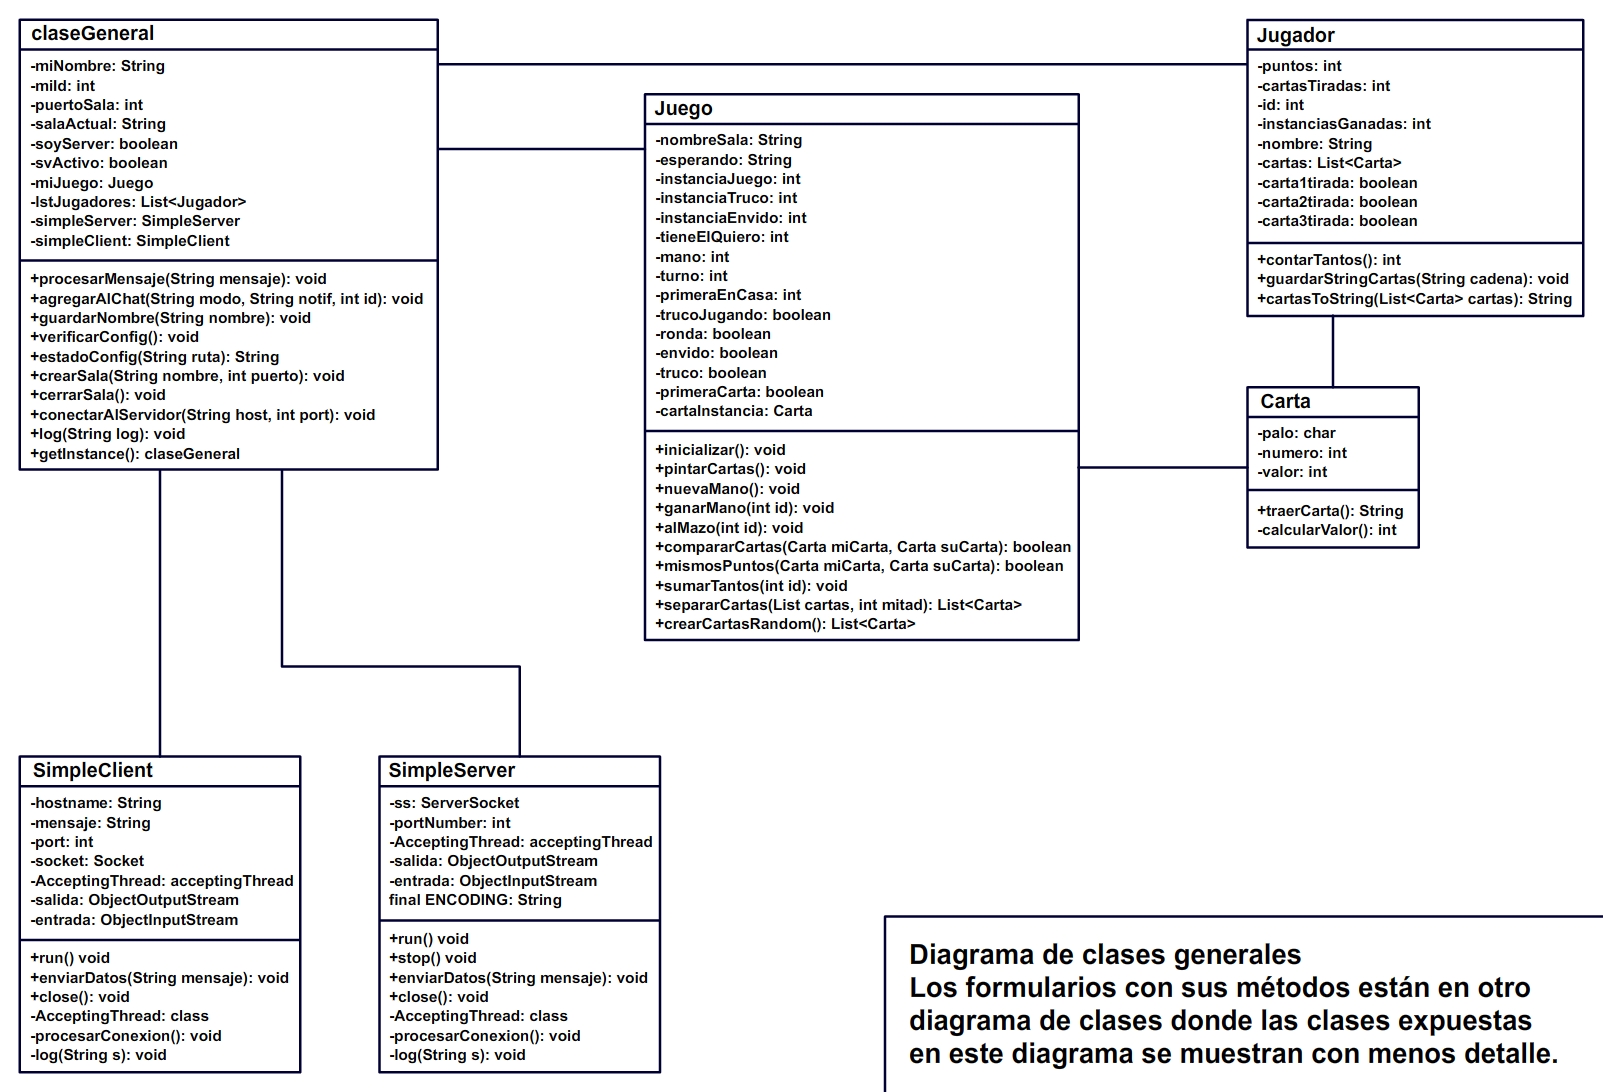 claseGeneral
-miNombre: String
-miId: int
-puertoSala: int
-salaActual: String
-soyServer: boolean
-svActivo: boolean
-miJuego: Juego
-lstJugadores: List<Jugador>
-simpleServer: SimpleServer
-simpleClient: SimpleClient
+procesarMensaje(String mensaje): void
+agregarAlChat(String modo, String notif, int id): void
+guardarNombre(String nombre): void
+verificarConfig(): void
+estadoConfig(String ruta): String
+crearSala(String nombre, int puerto): void
+cerrarSala(): void
+conectarAlServidor(String host, int port): void
+log(String log): void
+getInstance(): claseGeneral
Juego
-nombreSala: String
-esperando: String
-instanciaJuego: int
-instanciaTruco: int
-instanciaEnvido: int
-tieneElQuiero: int
-mano: int
-turno: int
-primeraEnCasa: int
-trucoJugando: boolean
-ronda: boolean
-envido: boolean
-truco: boolean
-primeraCarta: boolean
-cartaInstancia: Carta
+inicializar(): void
+pintarCartas(): void
+nuevaMano(): void
+ganarMano(int id): void
+alMazo(int id): void
+compararCartas(Carta miCarta, Carta suCarta): boolean
+mismosPuntos(Carta miCarta, Carta suCarta): boolean
+sumarTantos(int id): void
+separarCartas(List cartas, int mitad): List<Carta>
+crearCartasRandom(): List<Carta>
Jugador
-puntos: int
-cartasTiradas: int
-id: int
-instanciasGanadas: int
-nombre: String
-cartas: List<Carta>
-carta1tirada: boolean
-carta2tirada: boolean
-carta3tirada: boolean
+contarTantos(): int
+guardarStringCartas(String cadena): void
+cartasToString(List<Carta> cartas): String
Carta
-palo: char
-numero: int
-valor: int
+traerCarta(): String
-calcularValor(): int
SimpleClient
-hostname: String
-mensaje: String
-port: int
-socket: Socket
-AcceptingThread: acceptingThread
-salida: ObjectOutputStream
-entrada: ObjectInputStream
+run() void
+enviarDatos(String mensaje): void
+close(): void
-AcceptingThread: class
-procesarConexion(): void
-log(String s): void
SimpleServer
-ss: ServerSocket
-portNumber: int
-AcceptingThread: acceptingThread
-salida: ObjectOutputStream
-entrada: ObjectInputStream
final ENCODING: String
+run() void
+stop() void
+enviarDatos(String mensaje): void
+close(): void
-AcceptingThread: class
-procesarConexion(): void
-log(String s): void
Diagrama de clases generales
Los formularios con sus métodos están en otro
diagrama de clases donde las clases expuestas
en este diagrama se muestran con menos detalle.